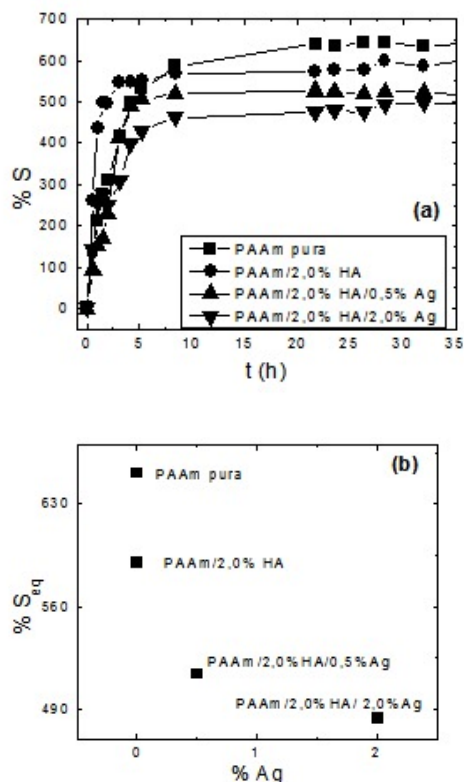 700
600
500
400
300
200
100
0
% S
(a)
PAAm pura
PAAm/2,0% HA
PAAm/2,0% HA/0,5% Ag
PAAm/2,0% HA/2,0% Ag
0 5 10 15 20 25 30 35
t (h)
(b)
PAAm pura
630
PAAm/2,0% HA
% Seq
560
PAAm/2,0%HA/0,5%Ag
PAAm/2,0%HA/ 2,0%Ag
490
0 1 2
% Ag